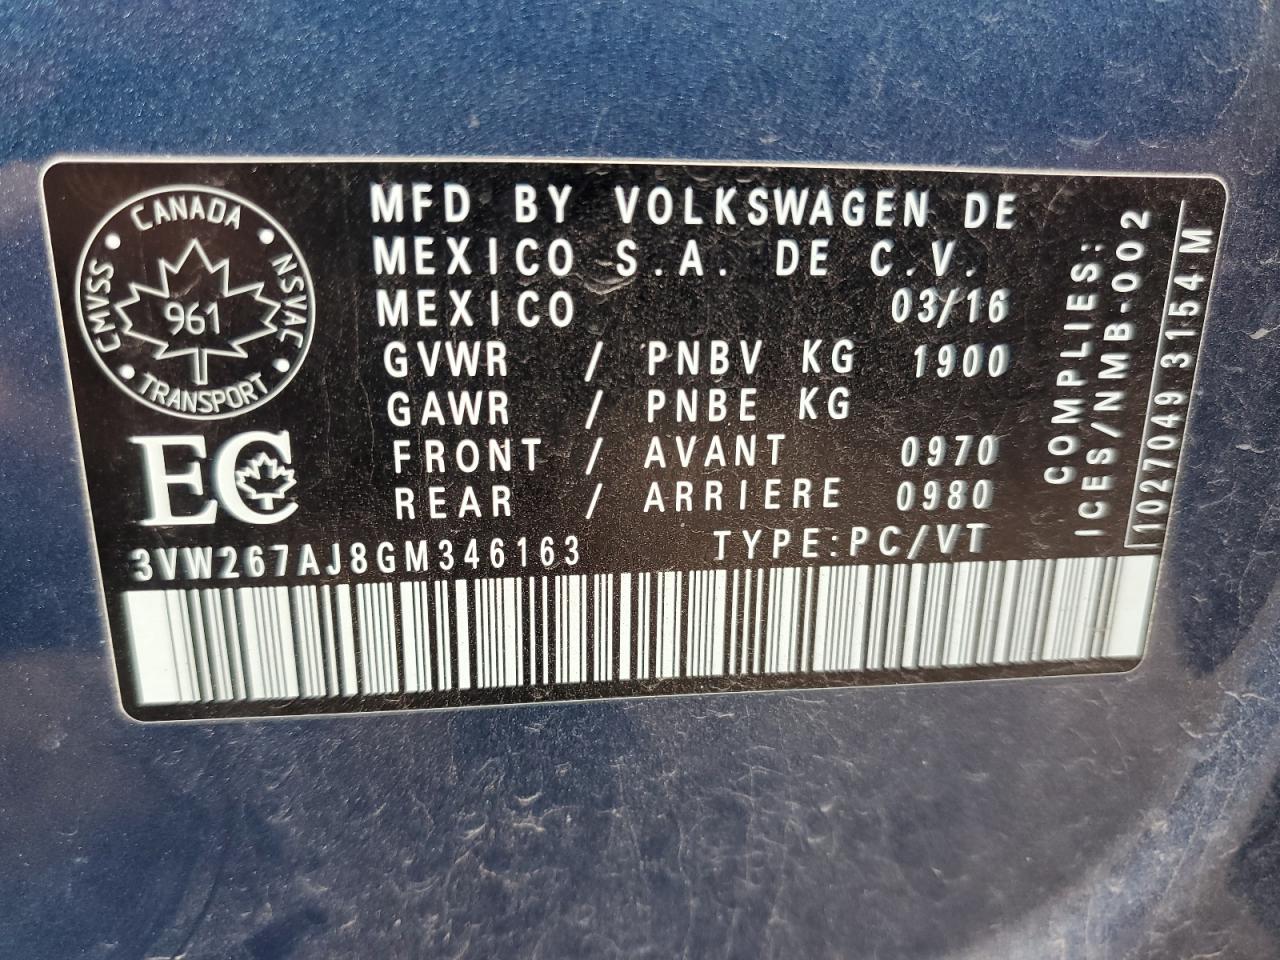 CANADA
CMVSS
NSVAC
961
TRANSPORT
EC
MFD BY VOLKSWAGEN DE
MEXICO S.A. DE C.V.
MEXICO 03/16
GVWR / PNBV KG 1900
GAWR / PNBE KG
FRONT / AVANT 0970
REAR / ARRIERE 0980
3VW267AJ8GM346163 TYPE:PC/VT
COMPLIES:
ICES/NMB-002
1027049 3154 M